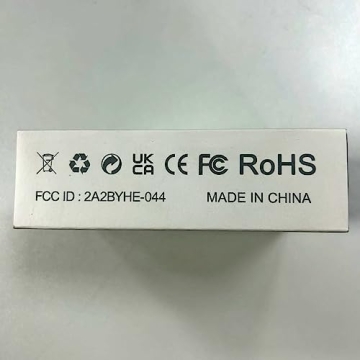 UK CA CE FC RoHS
FCC ID : 2A2BYHE-044 MADE IN CHINA